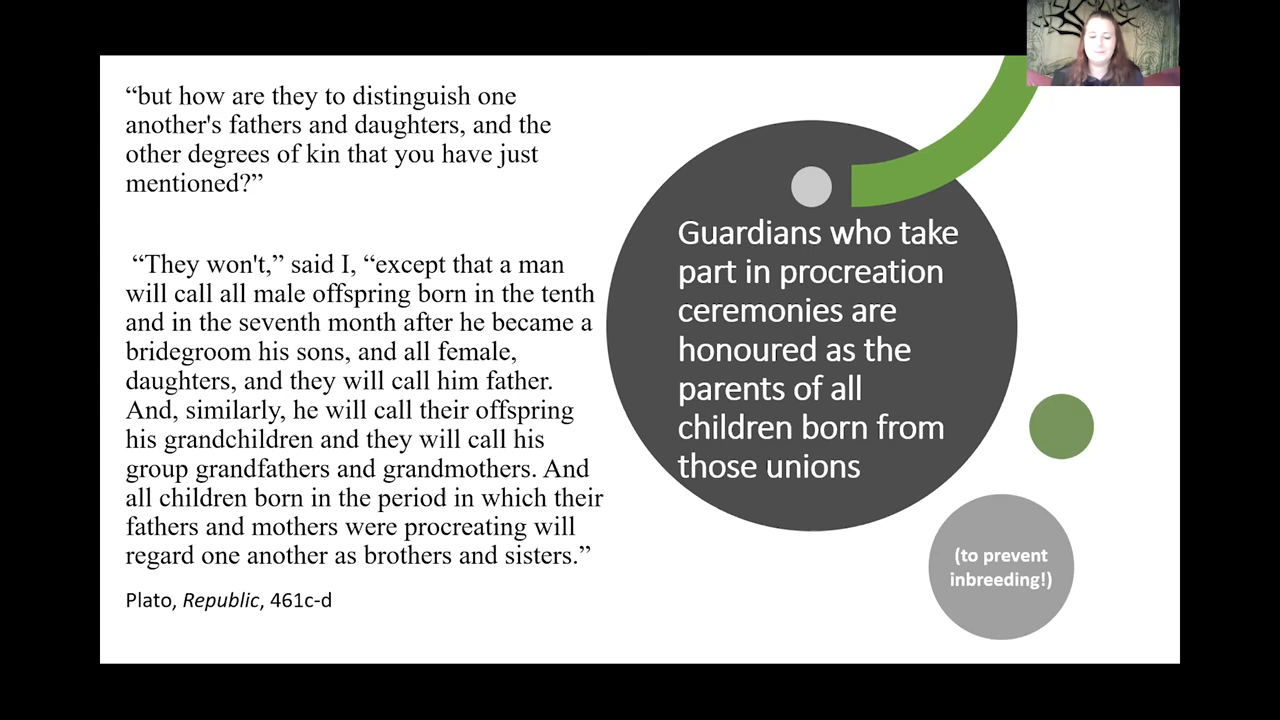 “but how are they to distinguish one
another's fathers and daughters, and the
other degrees of kin that you have just
mentioned?”
“They won't,” said I, “except that a man
will call all male offspring born in the tenth
and in the seventh month after he became a
bridegroom his sons, and all female,
daughters, and they will call him father.
And, similarly, he will call their offspring
his grandchildren and they will call his
group grandfathers and grandmothers. And
all children born in the period in which their
fathers and mothers were procreating will
regard one another as brothers and sisters.”
Plato, Republic, 461c-d
Guardians who take
part in procreation
ceremonies are
honoured as the
parents of all
children born from
those unions
(to prevent
inbreeding!)